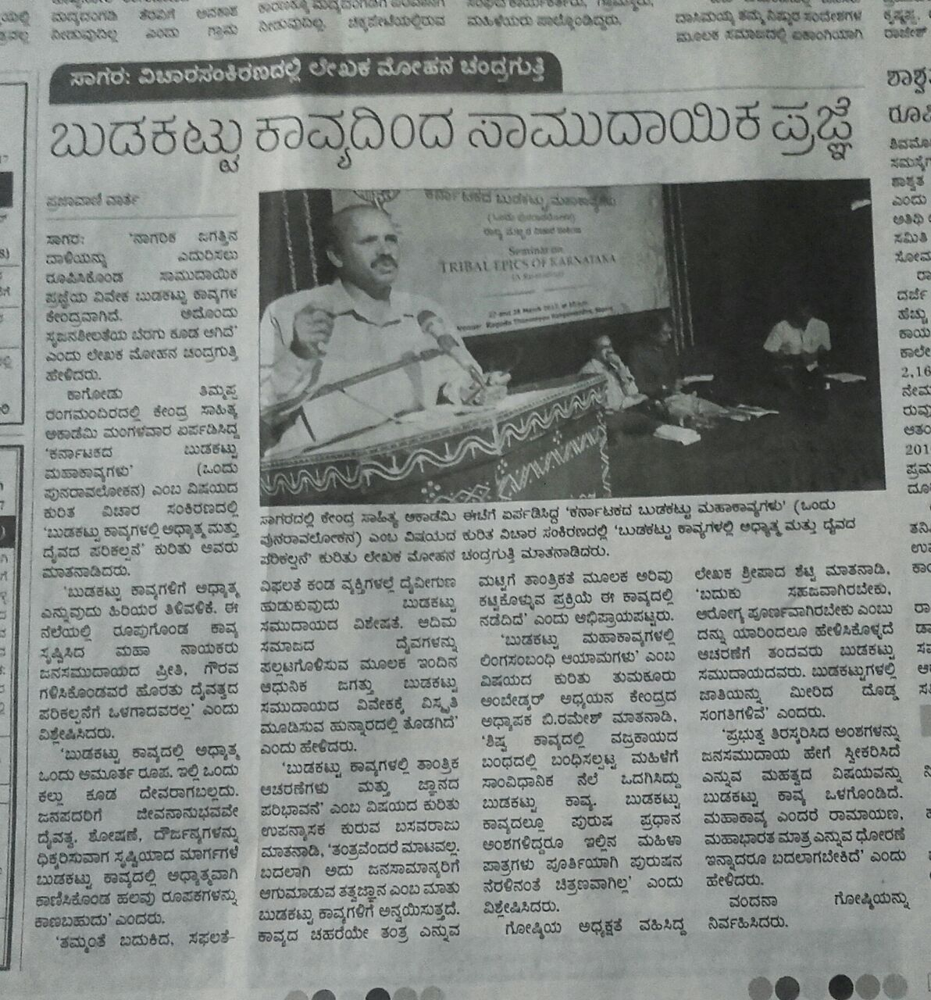 ಸಾಗರ: ವಿಚಾರಸಂಕಿರಣದಲ್ಲಿ ಲೇಖಕ ಮೋಹನ ಚಂದ್ರಗುತ್ತಿ
ಬುಡಕಟ್ಟು ಕಾವ್ಯದಿಂದ ಸಾಮುದಾಯಿಕ ಪ್ರಜ್ಞೆ
ಪ್ರಜಾವಾಣಿ ವಾರ್ತೆ
ಸಾಗರ: 'ನಾಗರಿಕ ಜಗತ್ತಿನ
ದಾಳಿಯನ್ನು ಎದುರಿಸಲು
ರೂಪಿಸಿಕೊಂಡ ಸಾಮುದಾಯಿಕ
ಪ್ರಜ್ಞೆಯ ವಿವೇಕ ಬುಡಕಟ್ಟು ಕಾವ್ಯಗಳ
ಕೇಂದ್ರವಾಗಿದೆ. ಅದೊಂದು
ಸೃಜನಶೀಲತೆಯ ಬೆರಗು ಕೂಡ ಆಗಿದೆ'
ಎಂದು ಲೇಖಕ ಮೋಹನ ಚಂದ್ರಗುತ್ತಿ
ಹೇಳಿದರು.
ಕಾಗೋಡು ತಿಮ್ಮಪ್ಪ
ರಂಗಮಂದಿರದಲ್ಲಿ ಕೇಂದ್ರ ಸಾಹಿತ್ಯ
ಅಕಾಡೆಮಿ ಮಂಗಳವಾರ ಏರ್ಪಡಿಸಿದ್ದ
'ಕರ್ನಾಟಕದ ಬುಡಕಟ್ಟು
ಮಹಾಕಾವ್ಯಗಳು' (ಒಂದು
ಪುನರಾವಲೋಕನ) ಎಂಬ ವಿಷಯದ
ಕುರಿತ ವಿಚಾರ ಸಂಕಿರಣದಲ್ಲಿ
'ಬುಡಕಟ್ಟು ಕಾವ್ಯಗಳಲ್ಲಿ ಅಧ್ಯಾತ್ಮ ಮತ್ತು
ದೈವದ ಪರಿಕಲ್ಪನೆ' ಕುರಿತು ಅವರು
ಮಾತನಾಡಿದರು.
'ಬುಡಕಟ್ಟು ಕಾವ್ಯಗಳಿಗೆ ಅಧ್ಯಾತ್ಮ
ಎನ್ನುವುದು ಹಿರಿಯರ ತಿಳಿವಳಿಕೆ. ಈ
ನೆಲೆಯಲ್ಲಿ ರೂಪುಗೊಂಡ ಕಾವ್ಯ
ಸೃಷ್ಟಿಸಿದ ಮಹಾ ನಾಯಕರು
ಜನಸಮುದಾಯದ ಪ್ರೀತಿ, ಗೌರವ
ಗಳಿಸಿಕೊಂಡವರೆ ಹೊರತು ದೈವತ್ವದ
ಪರಿಕಲ್ಪನೆಗೆ ಒಳಗಾದವರಲ್ಲ' ಎಂದು
ವಿಶ್ಲೇಷಿಸಿದರು.
'ಬುಡಕಟ್ಟು ಕಾವ್ಯದಲ್ಲಿ ಅಧ್ಯಾತ್ಮ
ಒಂದು ಅಮೂರ್ತ ರೂಪ. ಇಲ್ಲಿ ಒಂದು
ಕಲ್ಲು ಕೂಡ ದೇವರಾಗಬಲ್ಲದು.
ಜನಪದರಿಗೆ ಜೀವನಾನುಭವವೇ
ದೈವತ್ವ. ಶೋಷಣೆ, ದೌರ್ಜನ್ಯಗಳನ್ನು
ಧಿಕ್ಕರಿಸುವಾಗ ಸೃಷ್ಟಿಯಾದ ಮಾರ್ಗಗಳೆ
ಬುಡಕಟ್ಟು ಕಾವ್ಯದಲ್ಲಿ ಅಧ್ಯಾತ್ಮವಾಗಿ
ಕಾಣಿಸಿಕೊಂಡ ಹಲವು ರೂಪಕಗಳನ್ನು
ಕಾಣಬಹುದು' ಎಂದರು.
'ತಮ್ಮಂತೆ ಬದುಕಿದ, ಸಫಲತೆ-
ಕರ್ನಾಟಕದ ಬುಡಕಟ್ಟು ಮಹಾಕಾವ್ಯಗಳು
Seminar on
TRIBAL EPICS OF KARNATAKA
ಸಾಗರದಲ್ಲಿ ಕೇಂದ್ರ ಸಾಹಿತ್ಯ ಅಕಾಡೆಮಿ ಈಚೆಗೆ ಏರ್ಪಡಿಸಿದ್ದ 'ಕರ್ನಾಟಕದ ಬುಡಕಟ್ಟು ಮಹಾಕಾವ್ಯಗಳು' (ಒಂದು
ಪುನರಾವಲೋಕನ) ಎಂಬ ವಿಷಯದ ಕುರಿತ ವಿಚಾರ ಸಂಕಿರಣದಲ್ಲಿ 'ಬುಡಕಟ್ಟು ಕಾವ್ಯಗಳಲ್ಲಿ ಅಧ್ಯಾತ್ಮ ಮತ್ತು ದೈವದ
ಪರಿಕಲ್ಪನೆ' ಕುರಿತು ಲೇಖಕ ಮೋಹನ ಚಂದ್ರಗುತ್ತಿ ಮಾತನಾಡಿದರು.
ವಿಫಲತೆ ಕಂಡ ವ್ಯಕ್ತಿಗಳಲ್ಲೆ ದೈವೀಗುಣ
ಹುಡುಕುವುದು ಬುಡಕಟ್ಟು
ಸಮುದಾಯದ ವಿಶೇಷತೆ. ಆದಿಮ
ಸಮಾಜದ ದೈವಗಳನ್ನು
ಪಲ್ಲಟಗೊಳಿಸುವ ಮೂಲಕ ಇಂದಿನ
ಆಧುನಿಕ ಜಗತ್ತು ಬುಡಕಟ್ಟು
ಸಮುದಾಯದ ವಿವೇಕಕ್ಕೆ ವಿಸ್ಮೃತಿ
ಮೂಡಿಸುವ ಹುನ್ನಾರದಲ್ಲಿ ತೊಡಗಿದೆ'
ಎಂದು ಹೇಳಿದರು.
'ಬುಡಕಟ್ಟು ಕಾವ್ಯಗಳಲ್ಲಿ ತಾಂತ್ರಿಕ
ಆಚರಣೆಗಳು ಮತ್ತು ಜ್ಞಾನದ
ಪರಿಭಾವನೆ' ಎಂಬ ವಿಷಯದ ಕುರಿತು
ಉಪನ್ಯಾಸಕ ಕುರುವ ಬಸವರಾಜು
ಮಾತನಾಡಿ, 'ತಂತ್ರವೆಂದರೆ ಮಾಟವಲ್ಲ.
ಬದಲಾಗಿ ಅದು ಜನಸಾಮಾನ್ಯರಿಗೆ
ಆಗುಮಾಡುವ ತತ್ವಜ್ಞಾನ ಎಂಬ ಮಾತು
ಬುಡಕಟ್ಟು ಕಾವ್ಯಗಳಿಗೆ ಅನ್ವಯಿಸುತ್ತದೆ.
ಕಾವ್ಯದ ಚಹರೆಯೇ ತಂತ್ರ ಎನ್ನುವ
ಮಟ್ಟಿಗೆ ತಾಂತ್ರಿಕತೆ ಮೂಲಕ ಅರಿವು
ಕಟ್ಟಿಕೊಳ್ಳುವ ಪ್ರಕ್ರಿಯೆ ಈ ಕಾವ್ಯದಲ್ಲಿ
ನಡೆದಿದೆ' ಎಂದು ಅಭಿಪ್ರಾಯಪಟ್ಟರು.
'ಬುಡಕಟ್ಟು ಮಹಾಕಾವ್ಯಗಳಲ್ಲಿ
ಲಿಂಗಸಂಬಂಧಿ ಆಯಾಮಗಳು' ಎಂಬ
ವಿಷಯದ ಕುರಿತು ತುಮಕೂರು
ಅಂಬೇಡ್ಕರ್ ಅಧ್ಯಯನ ಕೇಂದ್ರದ
ಅಧ್ಯಾಪಕ ಬಿ.ರಮೇಶ್ ಮಾತನಾಡಿ,
'ಶಿಷ್ಟ ಕಾವ್ಯದಲ್ಲಿ ವಜ್ರಕಾಯದ
ಬಂಧದಲ್ಲಿ ಬಂಧಿಸಲ್ಪಟ್ಟ ಮಹಿಳೆಗೆ
ಸಾಂವಿಧಾನಿಕ ನೆಲೆ ಒದಗಿಸಿದ್ದು
ಬುಡಕಟ್ಟು ಕಾವ್ಯ. ಬುಡಕಟ್ಟು
ಕಾವ್ಯದಲ್ಲೂ ಪುರುಷ ಪ್ರಧಾನ
ಅಂಶಗಳಿದ್ದರೂ ಇಲ್ಲಿನ ಮಹಿಳಾ
ಪಾತ್ರಗಳು ಪೂರ್ತಿಯಾಗಿ ಪುರುಷನ
ನೆರಳಿನಂತೆ ಚಿತ್ರಣವಾಗಿಲ್ಲ' ಎಂದು
ವಿಶ್ಲೇಷಿಸಿದರು.
ಗೋಷ್ಠಿಯ ಅಧ್ಯಕ್ಷತೆ ವಹಿಸಿದ್ದ
ಲೇಖಕ ಶ್ರೀಪಾದ ಶೆಟ್ಟಿ ಮಾತನಾಡಿ,
'ಬದುಕು ಸಹಜವಾಗಿರಬೇಕು,
ಆರೋಗ್ಯ ಪೂರ್ಣವಾಗಿರಬೇಕು ಎಂಬು
ದನ್ನು ಯಾರಿಂದಲೂ ಹೇಳಿಸಿಕೊಳ್ಳದೆ
ಆಚರಣೆಗೆ ತಂದವರು ಬುಡಕಟ್ಟು
ಸಮುದಾಯದವರು. ಬುಡಕಟ್ಟುಗಳಲ್ಲಿ
ಜಾತಿಯನ್ನು ಮೀರಿದ ದೊಡ್ಡ
ಸಂಗತಿಗಳಿವೆ' ಎಂದರು.
'ಪ್ರಭುತ್ವ ತಿರಸ್ಕರಿಸಿದ ಅಂಶಗಳನ್ನು
ಜನಸಮುದಾಯ ಹೇಗೆ ಸ್ವೀಕರಿಸಿದೆ
ಎನ್ನುವ ಮಹತ್ವದ ವಿಷಯವನ್ನು
ಬುಡಕಟ್ಟು ಕಾವ್ಯ ಒಳಗೊಂಡಿದೆ.
ಮಹಾಕಾವ್ಯ ಎಂದರೆ ರಾಮಾಯಣ,
ಮಹಾಭಾರತ ಮಾತ್ರ ಎನ್ನುವ ಧೋರಣೆ
ಇನ್ನಾದರೂ ಬದಲಾಗಬೇಕಿದೆ' ಎಂದು
ಹೇಳಿದರು.
ವಂದನಾ ಗೋಷ್ಠಿಯನ್ನು
ನಿರ್ವಹಿಸಿದರು.